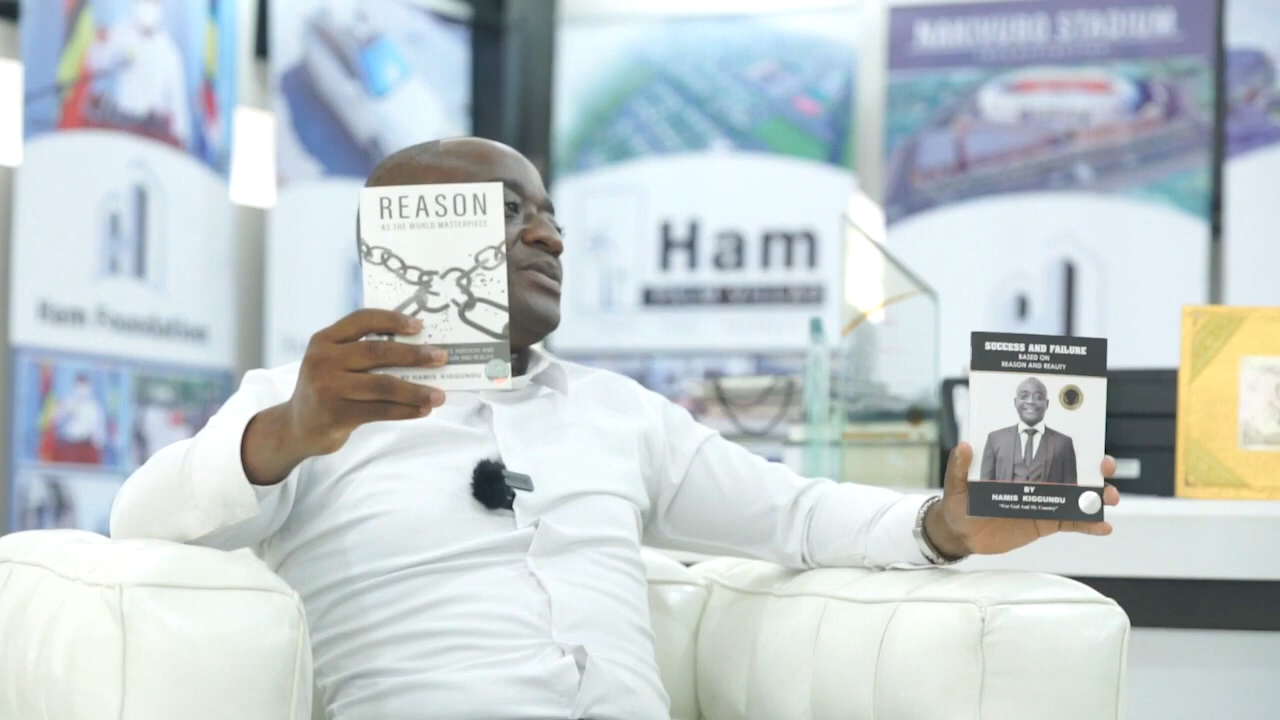 NAKIVUBO STADIUM
Ham Foundation
Ham
REASON
AS THE WORLD MASTERPIECE
BY HAMIS KIGGUNDU
SUCCESS AND FAILURE
BASED ON
REASON AND REALITY
BY
HAMIS KIGGUNDU
"For God And My Country"